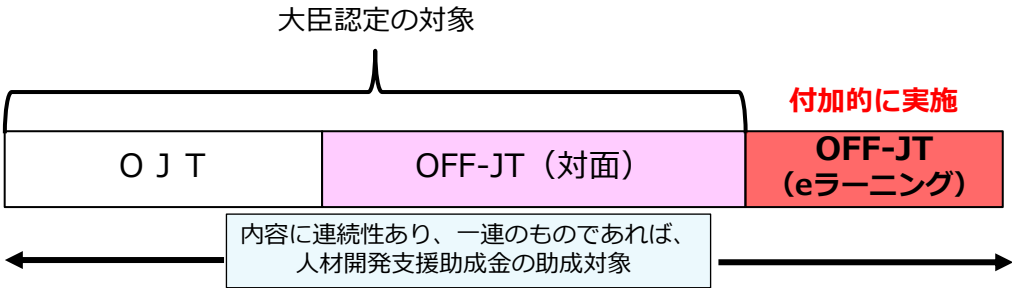 大臣認定の対象
付加的に実施
ＯＪＴ
OFF-JT（対面）
OFF-JT
（eラーニング）
内容に連続性あり、一連のものであれば、
人材開発支援助成金の助成対象